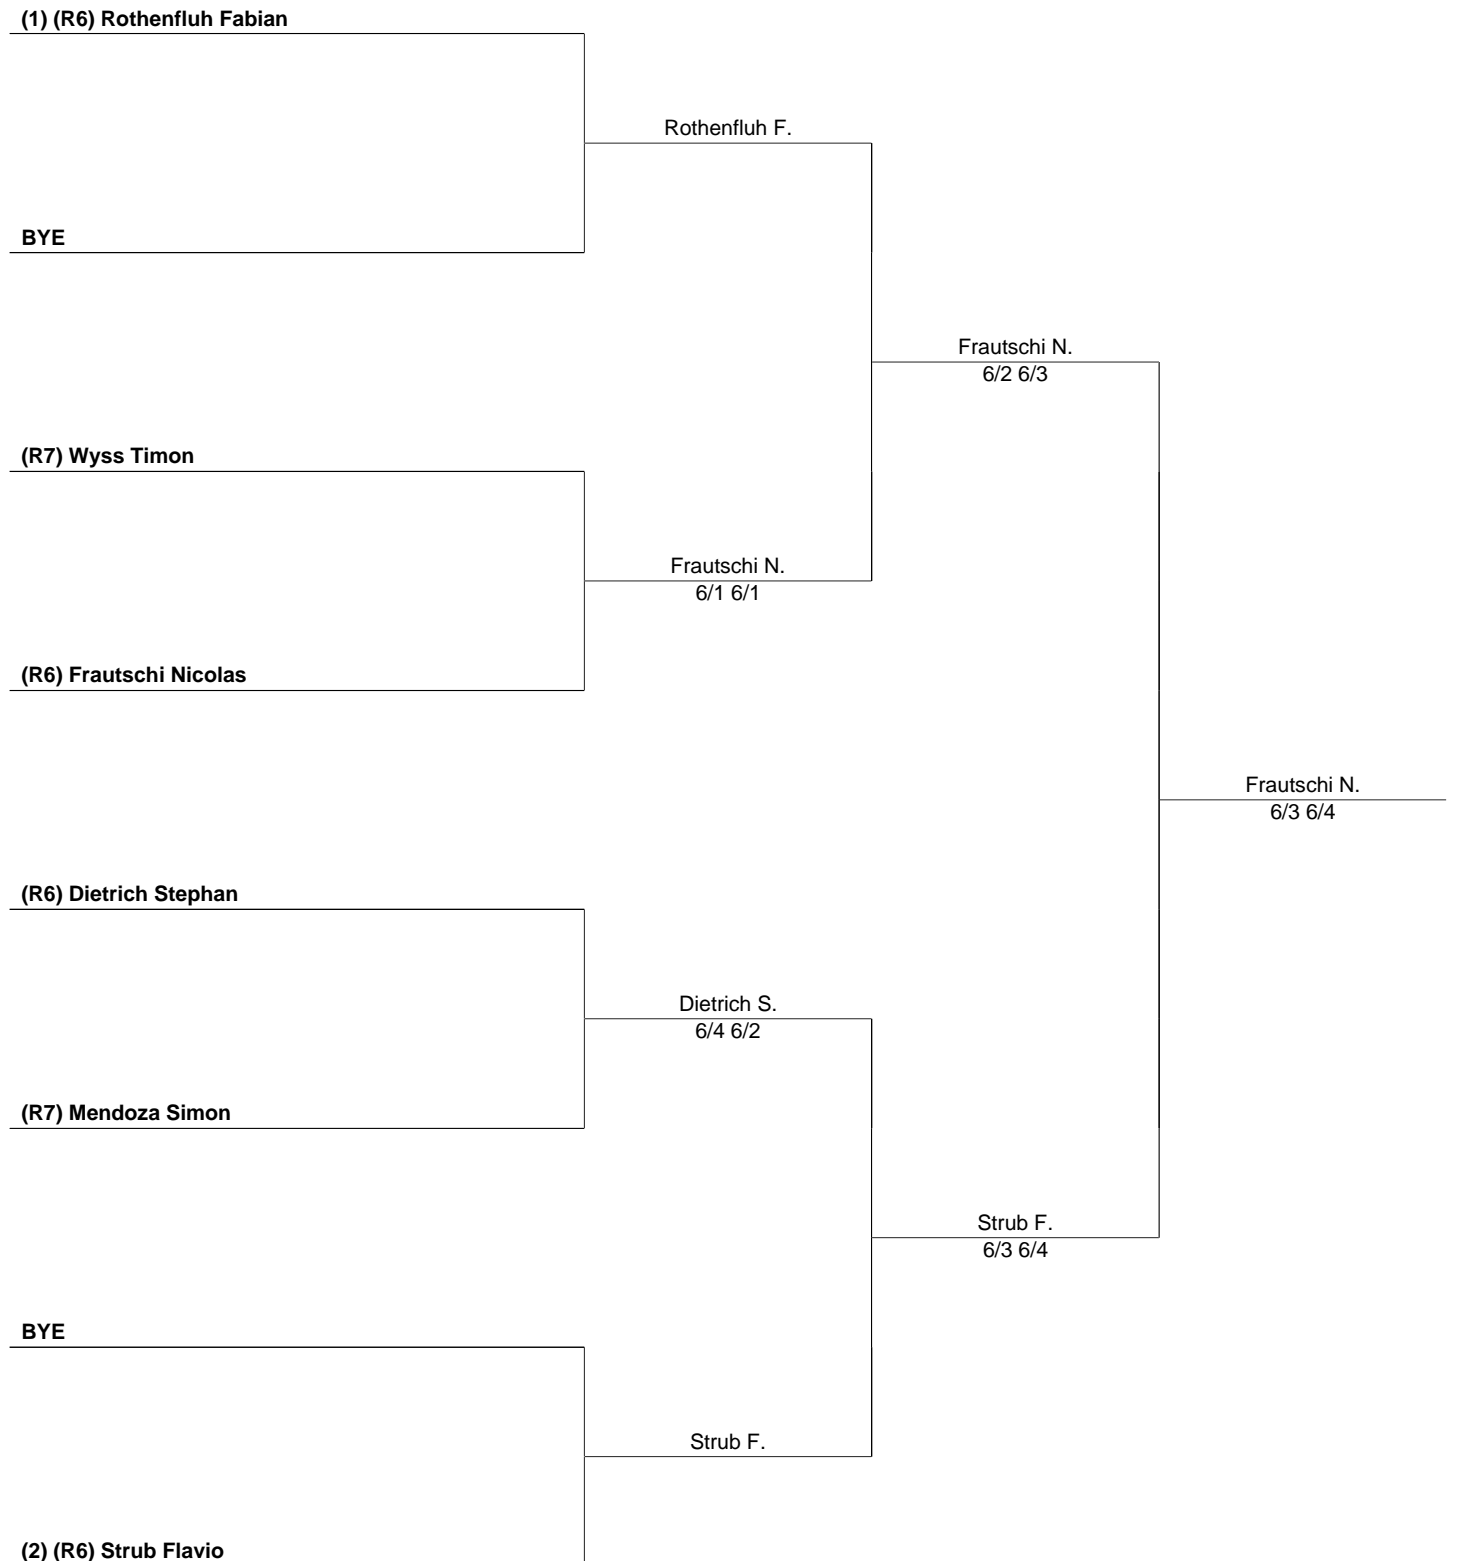 (1) (R6) Rothenfluh Fabian
Rothenfluh F.
BYE
Frautschi N.
6/2 6/3
(R7) Wyss Timon
Frautschi N.
6/1 6/1
(R6) Frautschi Nicolas
Frautschi N.
6/3 6/4
(R6) Dietrich Stephan
Dietrich S.
6/4 6/2
(R7) Mendoza Simon
Strub F.
6/3 6/4
BYE
Strub F.
(2) (R6) Strub Flavio